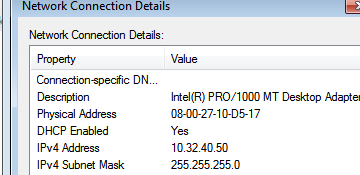 Network Connection Details
Network Connection Details:
Property Value
Connection-specific DN...
Description Intel(R) PRO/1000 MT Desktop Adapter
Physical Address 08-00-27-10-D5-17
DHCP Enabled Yes
IPv4 Address 10.32.40.50
IPv4 Subnet Mask 255.255.255.0